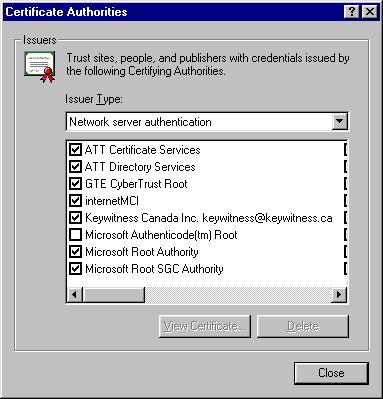 Certificate Authorities
Issuers
Trust sites, people, and publishers with credentials issued by
the following Certifying Authorities.
Issuer Type:
Network server authentication
ATT Certificate Services
ATT Directory Services
GTE CyberTrust Root
internetMCI
Keywitness Canada Inc. keywitness@keywitness.ca
Microsoft Authenticode(tm) Root
Microsoft Root Authority
Microsoft Root SGC Authority
View Certificate... Delete
Close